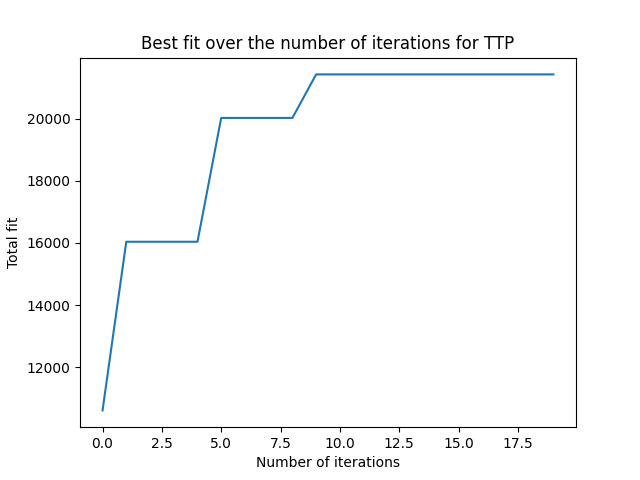 Best fit over the number of iterations for TTP
Total fit
20000
18000
16000
14000
12000
0.0 2.5 5.0 7.5 10.0 12.5 15.0 17.5
Number of iterations